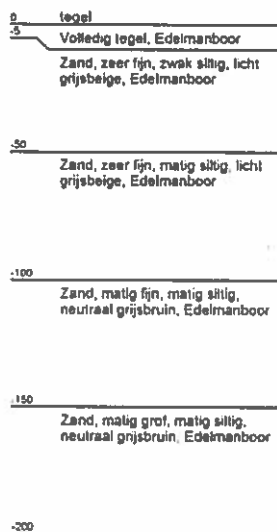 0 tegel
-5 Volledig tegel, Edelmanboor
Zand, zeer fijn, zwak siltig, licht
grijsbeige, Edelmanboor
-50
Zand, zeer fijn, matig siltig, licht
grijsbeige, Edelmanboor
-100
Zand, matig fijn, matig siltig,
neutraal grijsbruin, Edelmanboor
-150
Zand, matig grof, matig siltig,
neutraal grijsbruin, Edelmanboor
-200